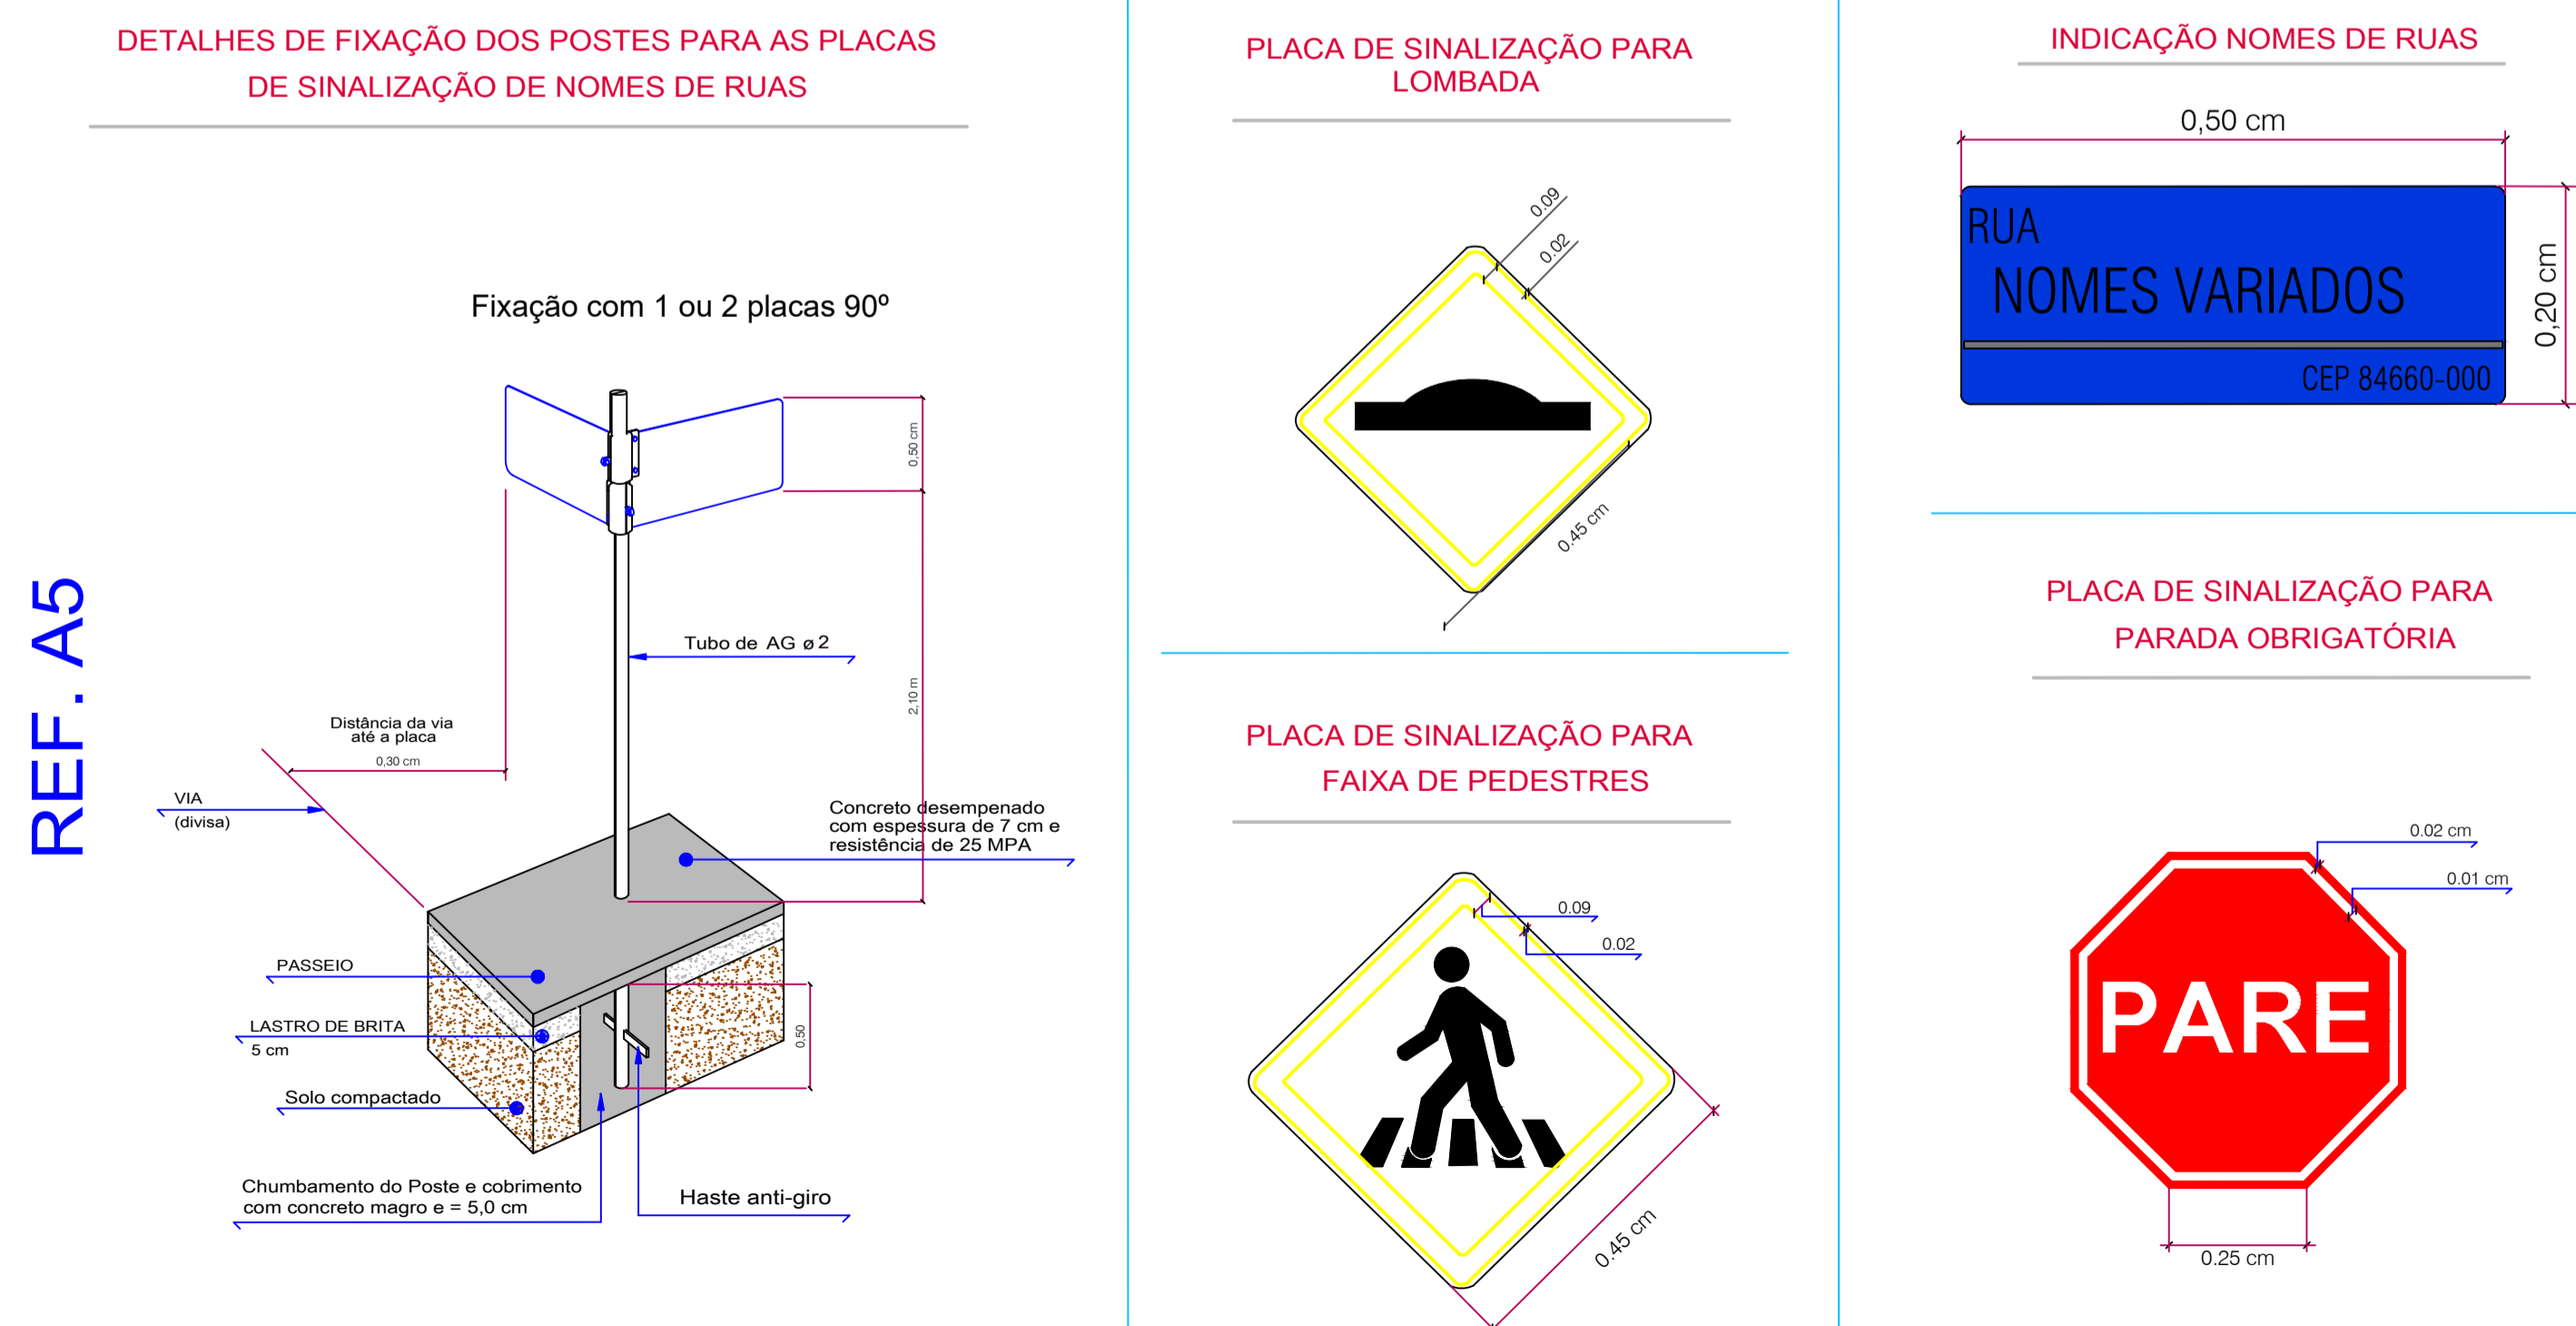 DETALHES DE FIXAÇÃO DOS POSTES PARA AS PLACAS
DE SINALIZAÇÃO DE NOMES DE RUAS
REF. A5
Fixação com 1 ou 2 placas 90º
0,50 cm
Tubo de AG ø 2
2,10 m
Distância da via
até a placa
0,30 cm
VIA
(divisa)
Concreto desempenado
com espessura de 7 cm e
resistência de 25 MPA
PASSEIO
LASTRO DE BRITA
5 cm
0,50
Solo compactado
Chumbamento do Poste e cobrimento
com concreto magro e = 5,0 cm
Haste anti-giro
PLACA DE SINALIZAÇÃO PARA
LOMBADA
0.09
0.02
0.45 cm
PLACA DE SINALIZAÇÃO PARA
FAIXA DE PEDESTRES
0.09
0.02
0.45 cm
INDICAÇÃO NOMES DE RUAS
0,50 cm
RUA
NOMES VARIADOS
CEP 84660-000
0,20 cm
PLACA DE SINALIZAÇÃO PARA
PARADA OBRIGATÓRIA
0.02 cm
0.01 cm
PARE
0.25 cm